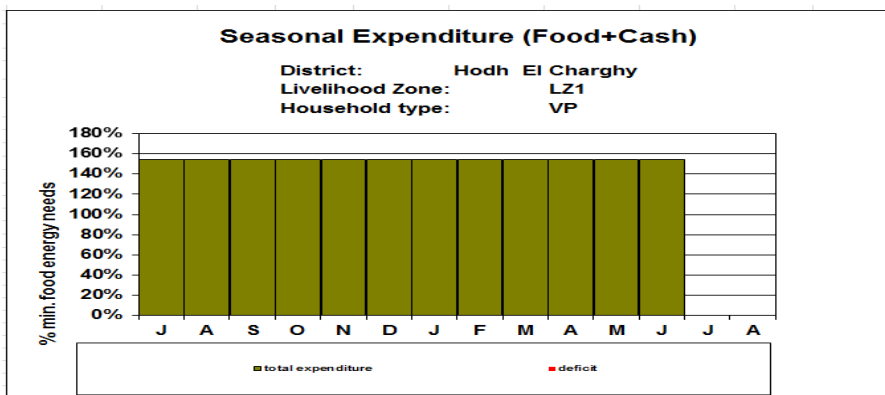 Seasonal Expenditure (Food+Cash)
District: Hodh El Charghy
Livelihood Zone: LZ1
Household type: VP
180%
160%
140%
120%
100%
80%
60%
40%
20%
0%
% min. food energy needs
J A S O N D J F M A M J J A
total expenditure deficit